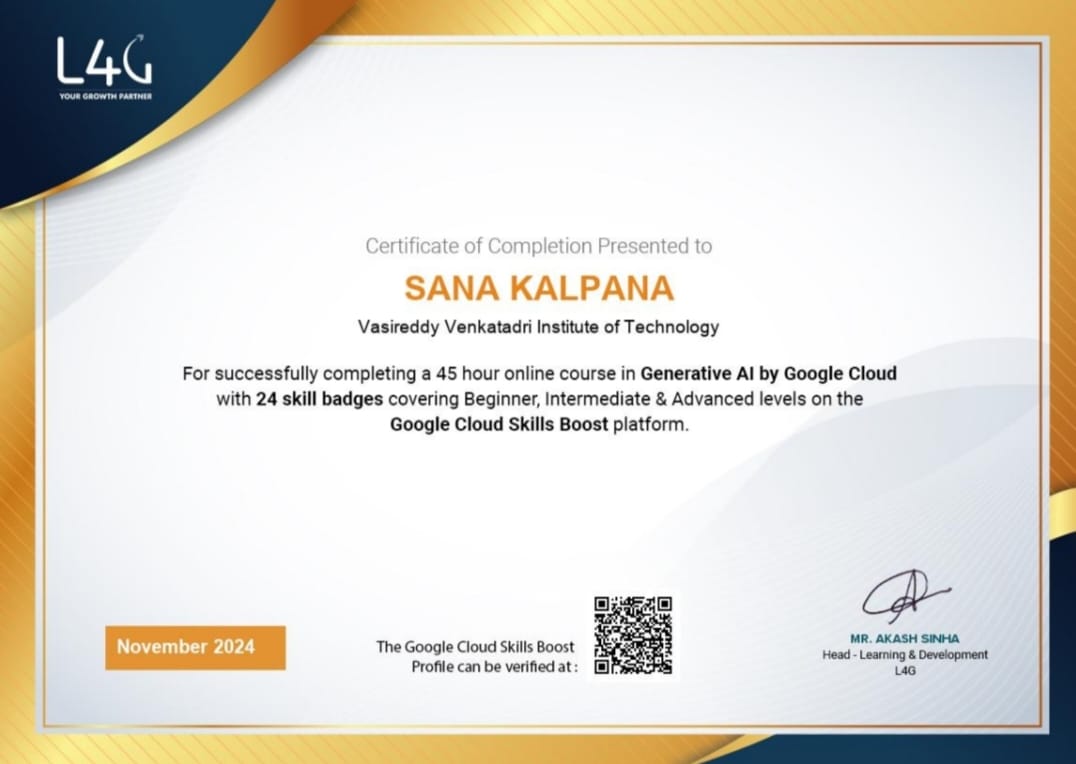 L4G
YOUR GROWTH PARTNER
Certificate of Completion Presented to
SANA KALPANA
Vasireddy Venkatadri Institute of Technology
For successfully completing a 45 hour online course in Generative AI by Google Cloud
with 24 skill badges covering Beginner, Intermediate & Advanced levels on the
Google Cloud Skills Boost platform.
November 2024
The Google Cloud Skills Boost
Profile can be verified at :
MR. AKASH SINHA
Head - Learning & Development
L4G